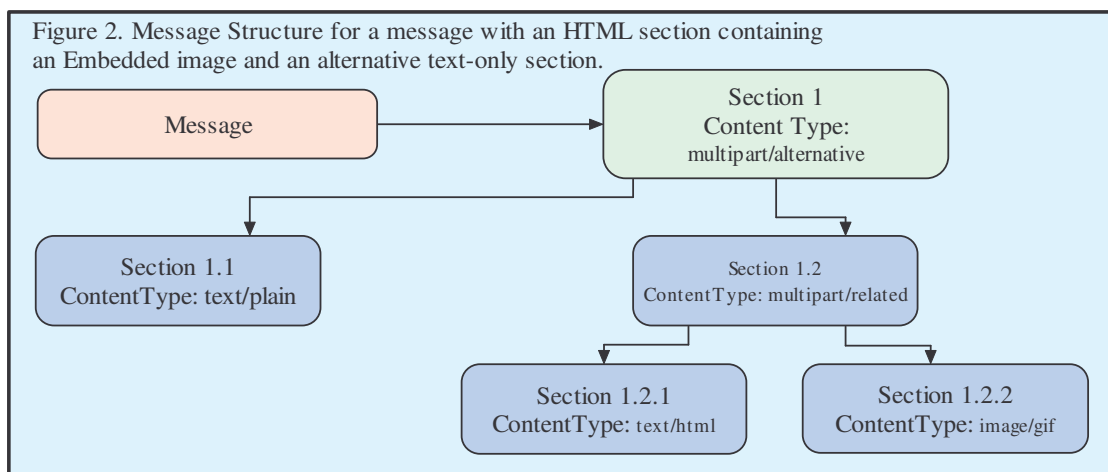 Figure 2. Message Structure for a message with an HTML section containing
an Embedded image and an alternative text-only section.
Message
Section 1
Content Type:
multipart/alternative
Section 1.1
ContentType: text/plain
Section 1.2
ContentType: multipart/related
Section 1.2.1
ContentType: text/html
Section 1.2.2
ContentType: image/gif